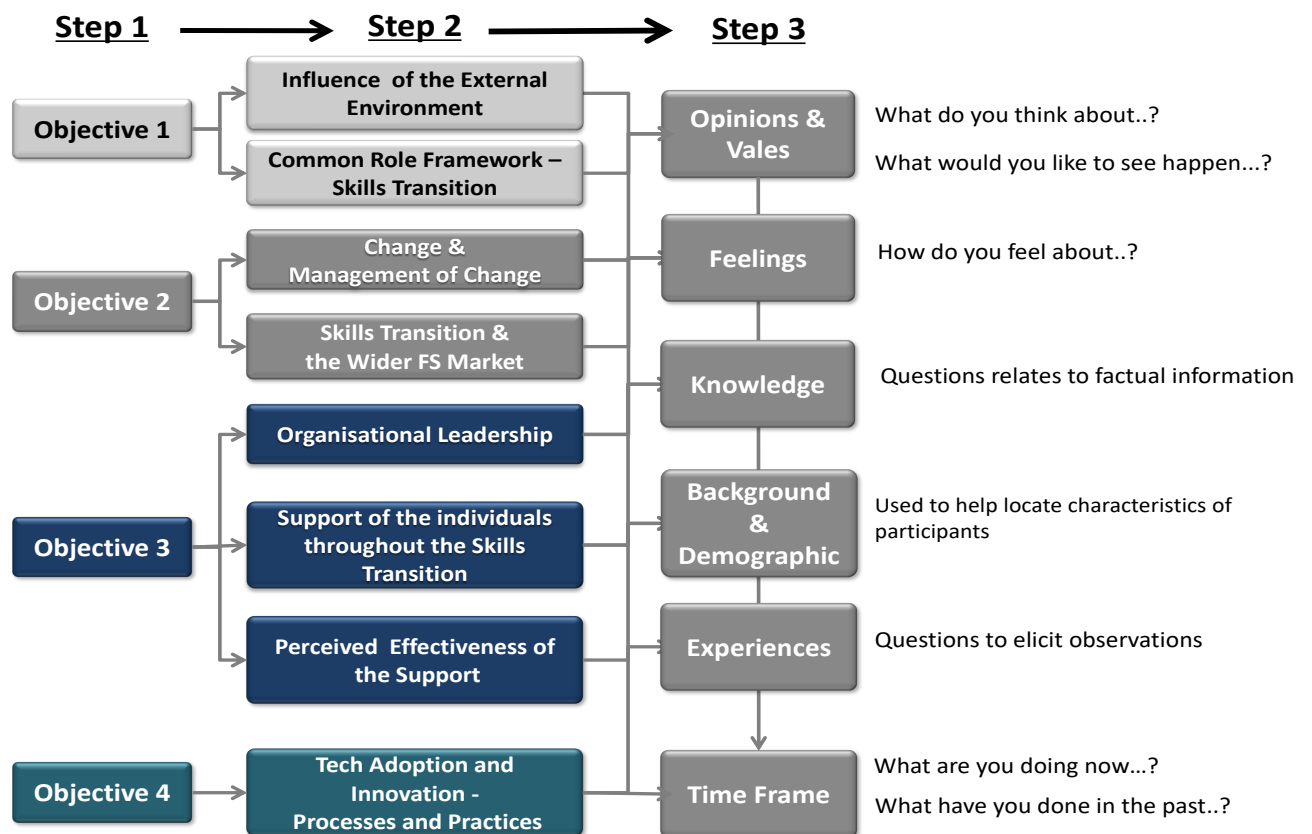 Step 1
Step 2
Step 3
Objective 1
Influence of the External
Environment
Common Role Framework –
Skills Transition
Objective 2
Change &
Management of Change
Skills Transition &
the Wider FS Market
Objective 3
Organisational Leadership
Support of the individuals
throughout the Skills
Transition
Perceived Effectiveness of
the Support
Objective 4
Tech Adoption and
Innovation -
Processes and Practices
Opinions &
Vales
What do you think about..?
What would you like to see happen...?
Feelings
How do you feel about..?
Knowledge
Questions relates to factual information
Background
&
Demographic
Used to help locate characteristics of
participants
Experiences
Questions to elicit observations
Time Frame
What are you doing now...?
What have you done in the past..?